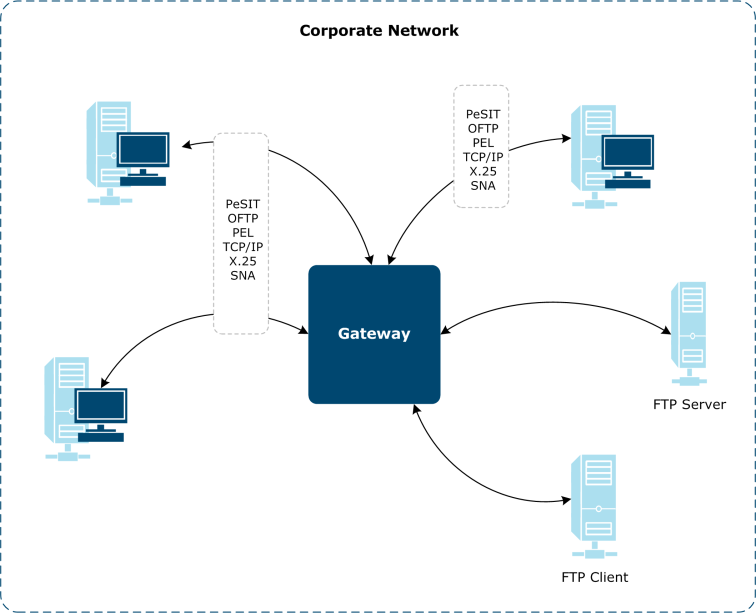 Corporate Network
PeSIT
OFTP
PEL
TCP/IP
X.25
SNA
PeSIT
OFTP
PEL
TCP/IP
X.25
SNA
Gateway
FTP Server
FTP Client